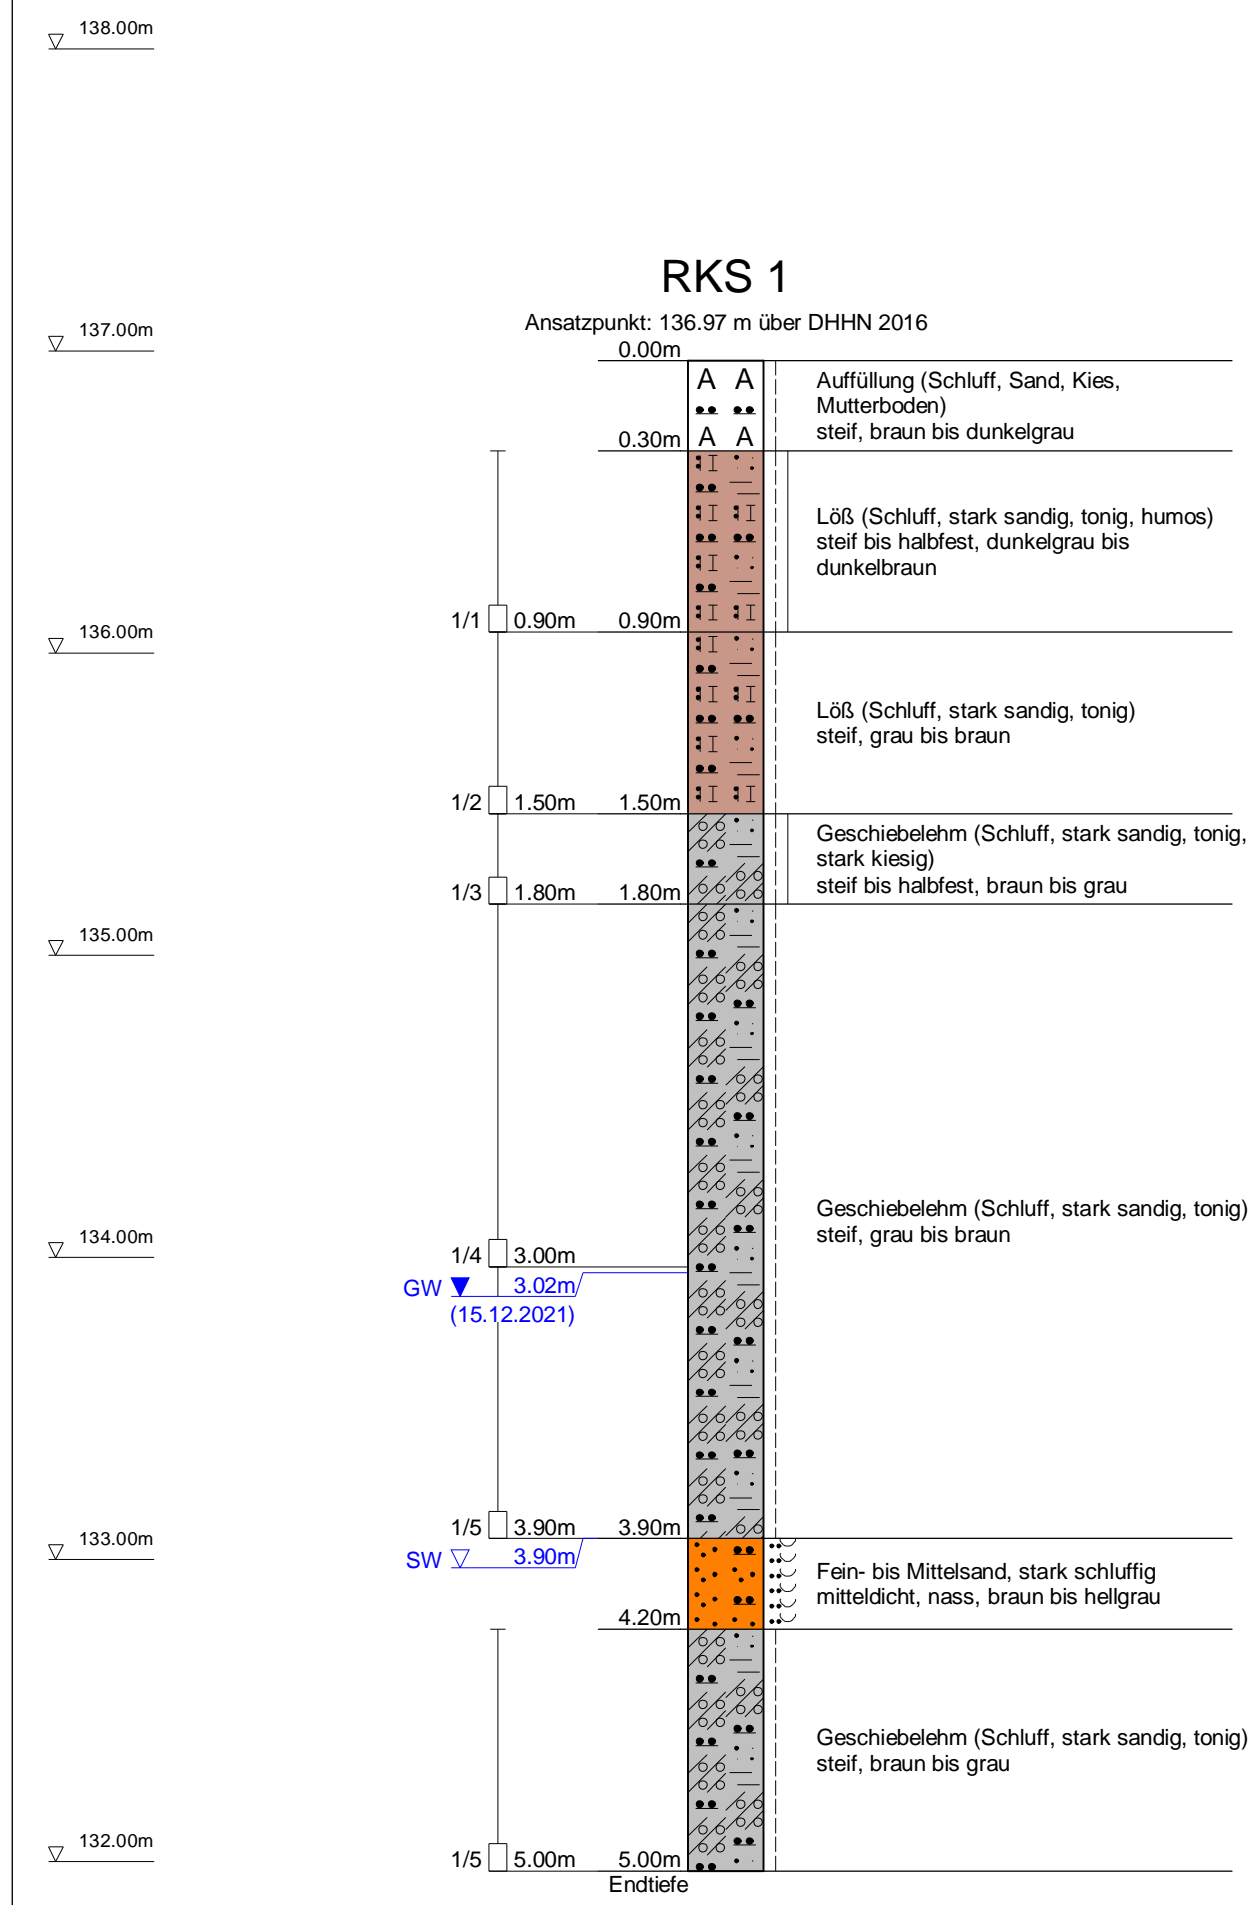 138.00m
RKS 1
Ansatzpunkt: 136.97 m über DHHN 2016
137.00m
0.00m
A A
Auffüllung (Schluff, Sand, Kies,
Mutterboden)
steif, braun bis dunkelgrau
0.30m
A A
Löß (Schluff, stark sandig, tonig, humos)
steif bis halbfest, dunkelgrau bis
dunkelbraun
1/1 0.90m 0.90m
136.00m
Löß (Schluff, stark sandig, tonig)
steif, grau bis braun
1/2 1.50m 1.50m
Geschiebelehm (Schluff, stark sandig, tonig,
stark kiesig)
steif bis halbfest, braun bis grau
1/3 1.80m 1.80m
135.00m
Geschiebelehm (Schluff, stark sandig, tonig)
steif, grau bis braun
134.00m
1/4 3.00m
GW 3.02m
(15.12.2021)
1/5 3.90m 3.90m
133.00m
SW 3.90m
Fein- bis Mittelsand, stark schluffig
mitteldicht, nass, braun bis hellgrau
4.20m
Geschiebelehm (Schluff, stark sandig, tonig)
steif, braun bis grau
132.00m
1/5 5.00m 5.00m
Endtiefe